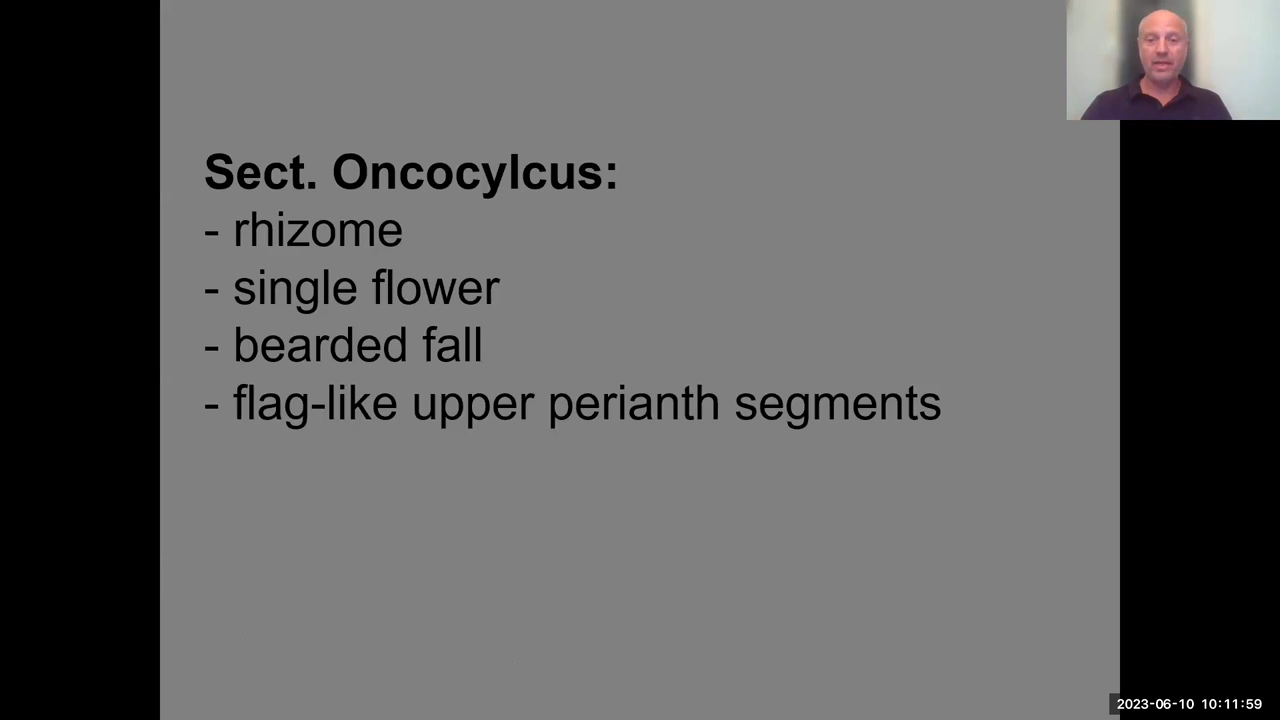 Sect. Oncocylcus:
- rhizome
- single flower
- bearded fall
- flag-like upper perianth segments
2023-06-10 10:11:59